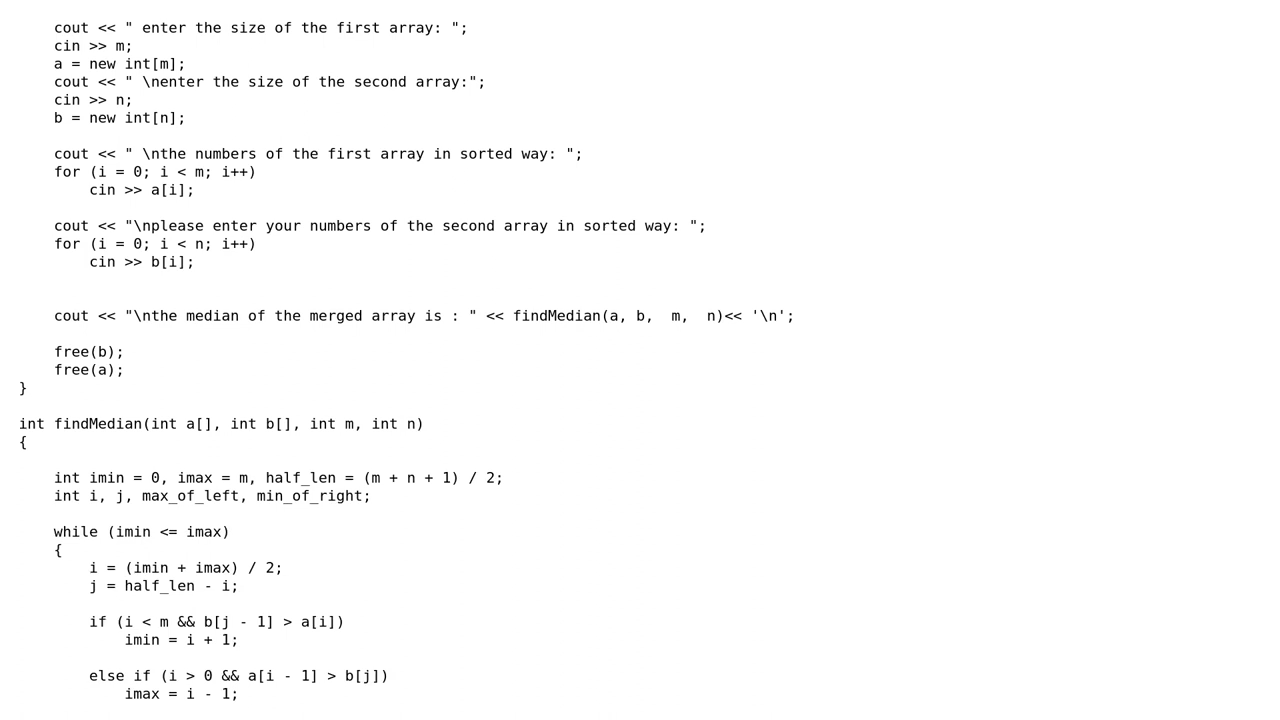 cout << " enter the size of the first array: ";
cin >> m;
a = new int[m];
cout << " \nenter the size of the second array:";
cin >> n;
b = new int[n];
cout << " \nthe numbers of the first array in sorted way: ";
for (i = 0; i < m; i++)
cin >> a[i];
cout << "\nplease enter your numbers of the second array in sorted way: ";
for (i = 0; i < n; i++)
cin >> b[i];
cout << "\nthe median of the merged array is : " << findMedian(a, b,  m,  n)<< '\n';
free(b);
free(a);
}
int findMedian(int a[], int b[], int m, int n)
{
int imin = 0, imax = m, half_len = (m + n + 1) / 2;
int i, j, max_of_left, min_of_right;
while (imin <= imax)
{
i = (imin + imax) / 2;
j = half_len - i;
if (i < m && b[j - 1] > a[i])
imin = i + 1;
else if (i > 0 && a[i - 1] > b[j])
imax = i - 1;